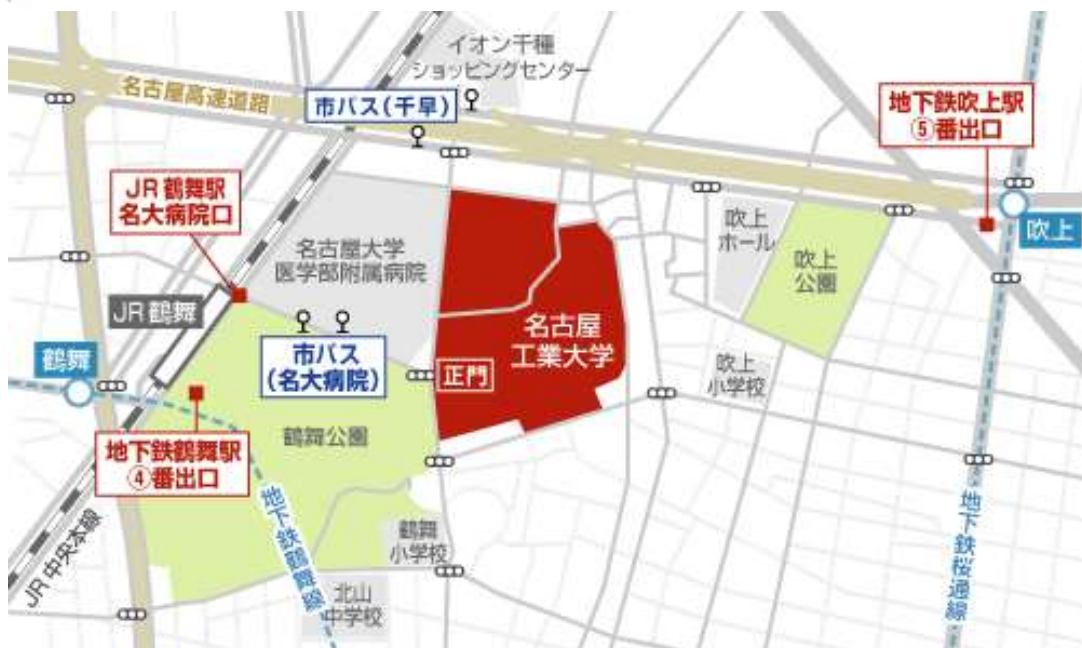 イオン千種
ショッピングセンター
名古屋高速道路
市バス(千早)
地下鉄吹上駅
⑤番出口
JR鶴舞駅
名大病院口
吹上
ホール
吹上
名古屋大学
医学部附属病院
吹上
公園
JR鶴舞
名古屋
工業大学
鶴舞
市バス
(名大病院)
正門
吹上
小学校
鶴舞公園
地下鉄鶴舞駅
④番出口
地下鉄鶴舞線
地下鉄桜通線
JR中央本線
鶴舞
小学校
北山
中学校